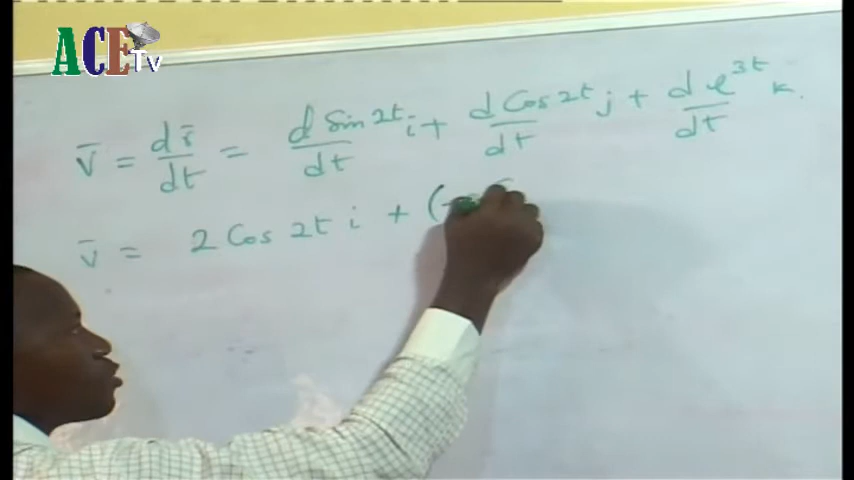 ACE TV
v̄ = dr̄/dt = d Sin 2t/dt i + d Cos 2t/dt j + d e^3t/dt k.
v̄ = 2 Cos 2t i + (-